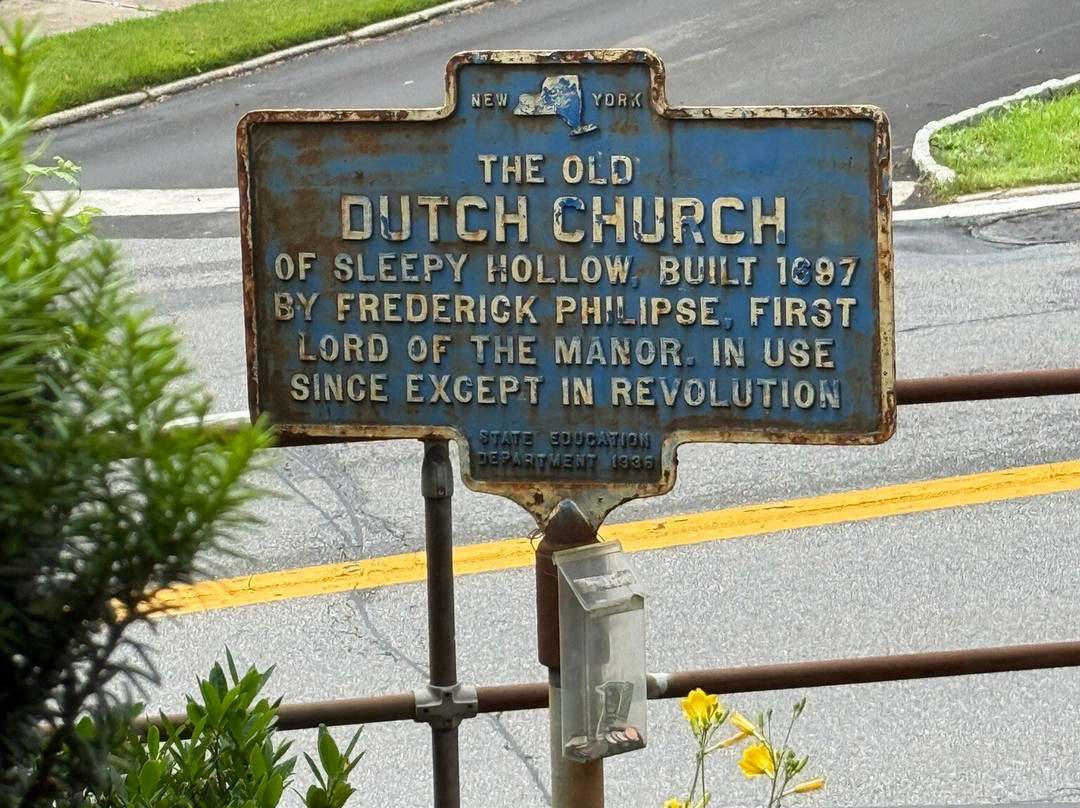 NEW YORK
THE OLD
DUTCH CHURCH
OF SLEEPY HOLLOW, BUILT 1697
BY FREDERICK PHILIPSE, FIRST
LORD OF THE MANOR. IN USE
SINCE EXCEPT IN REVOLUTION
STATE EDUCATION
DEPARTMENT 1936